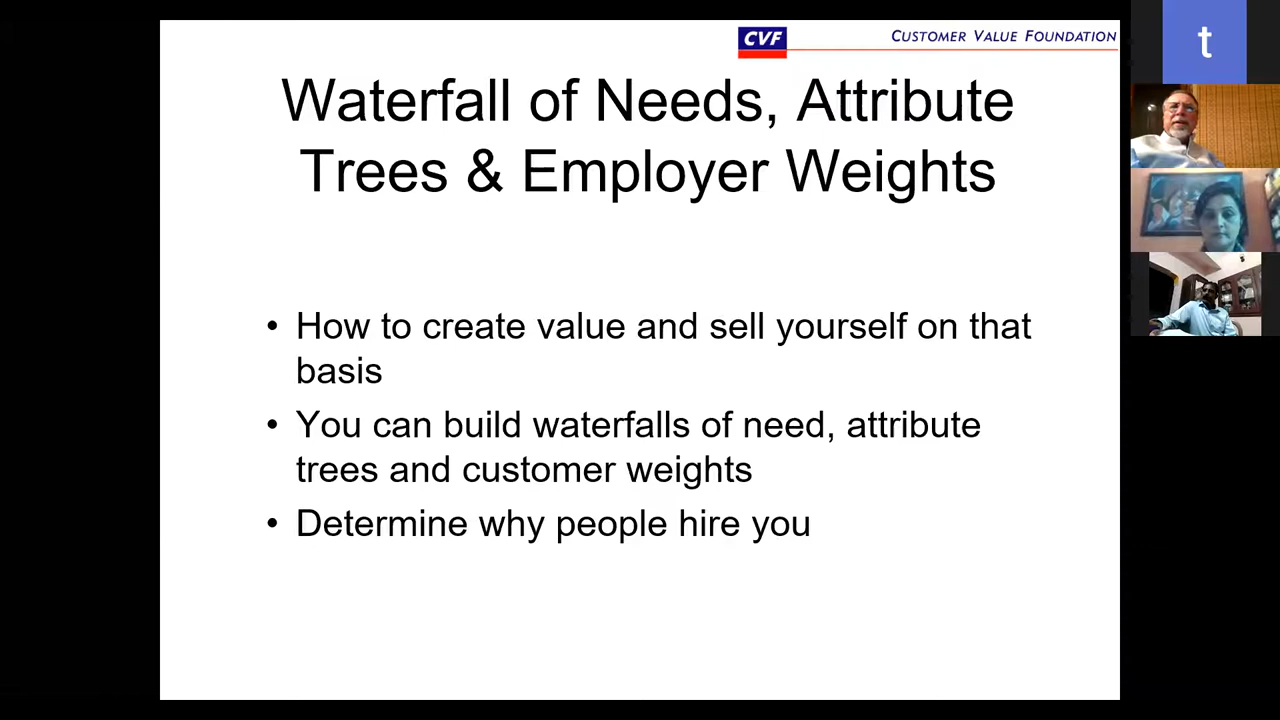 CVF
CUSTOMER VALUE FOUNDATION
t
Waterfall of Needs, Attribute
Trees & Employer Weights
• How to create value and sell yourself on that
basis
• You can build waterfalls of need, attribute
trees and customer weights
• Determine why people hire you